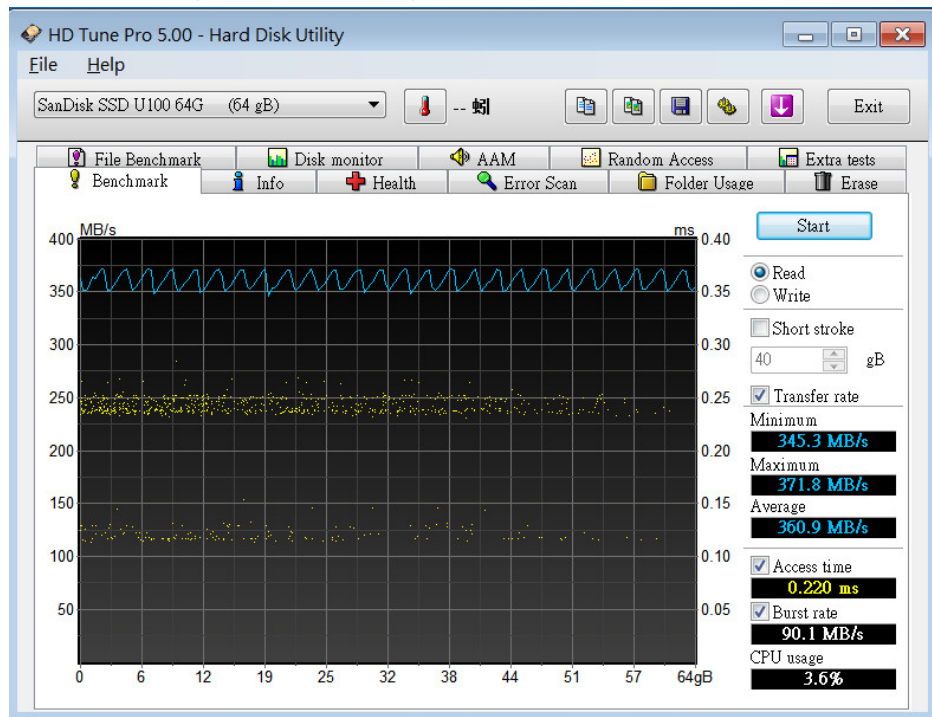 HD Tune Pro 5.00 - Hard Disk Utility
File Help
SanDisk SSD U100 64G (64 gB)
-- 蚓
Exit
File Benchmark Disk monitor AAM Random Access Extra tests
Benchmark Info Health Error Scan Folder Usage Erase
MB/s ms
400 0.40
350 0.35
300 0.30
250 0.25
200 0.20
150 0.15
100 0.10
50 0.05
0 6 12 19 25 32 38 44 51 57 64gB
Start
Read
Write
Short stroke
40 gB
Transfer rate
Minimum
345.3 MB/s
Maximum
371.8 MB/s
Average
360.9 MB/s
Access time
0.220 ms
Burst rate
90.1 MB/s
CPU usage
3.6%